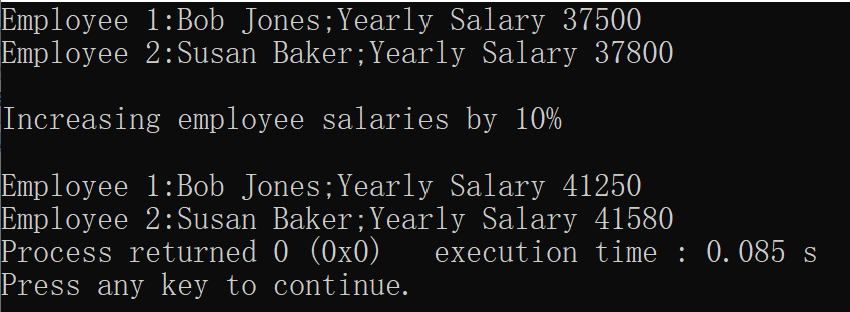 Employee 1:Bob Jones;Yearly Salary 37500
Employee 2:Susan Baker;Yearly Salary 37800
Increasing employee salaries by 10%
Employee 1:Bob Jones;Yearly Salary 41250
Employee 2:Susan Baker;Yearly Salary 41580
Process returned 0 (0x0)   execution time : 0.085 s
Press any key to continue.